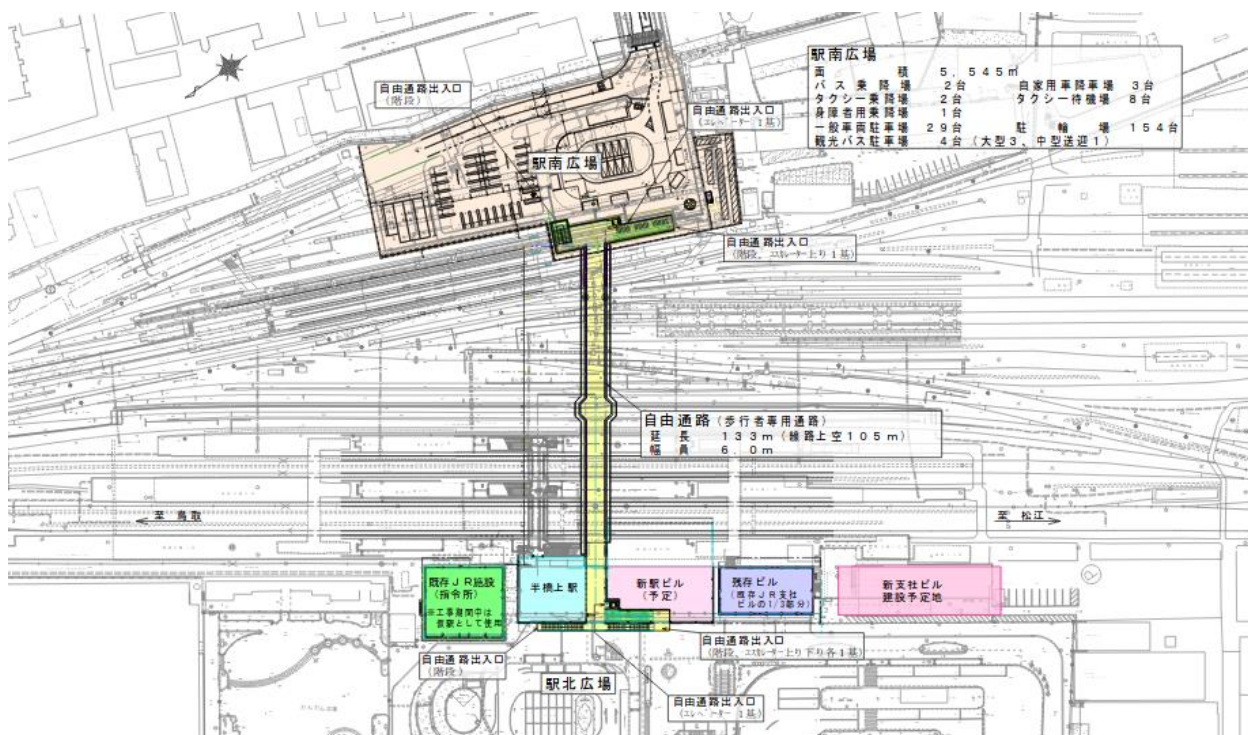 駅南広場
面 積 5,545㎡
バス乗降場 2台 自家用車降車場 3台
タクシー乗降場 2台 タクシー待機場 8台
身障者用乗降場 1台
一般車両駐車場 29台 駐輪場 154台
観光バス駐車場 4台(大型3、中型送迎1)
自由通路出入口
(階段)
自由通路出入口
(エレベーター1基)
駅南広場
自由通路出入口
(階段、エスカレーター上り1基)
自由通路(歩行者専用通路)
延長 133m(線路上空105m)
幅員 6.0m
至 鳥取
至 松江
既存JR施設
(指令所)
※工事期間中は
仮駅として使用
半橋上駅
新駅ビル
(予定)
残存ビル
(既存JR支社
ビルの1/3部分)
新支社ビル
建設予定地
自由通路出入口
(階段、エスカレーター上り下り各1基)
自由通路出入口
(階段)
駅北広場
自由通路出入口
(エレベーター1基)